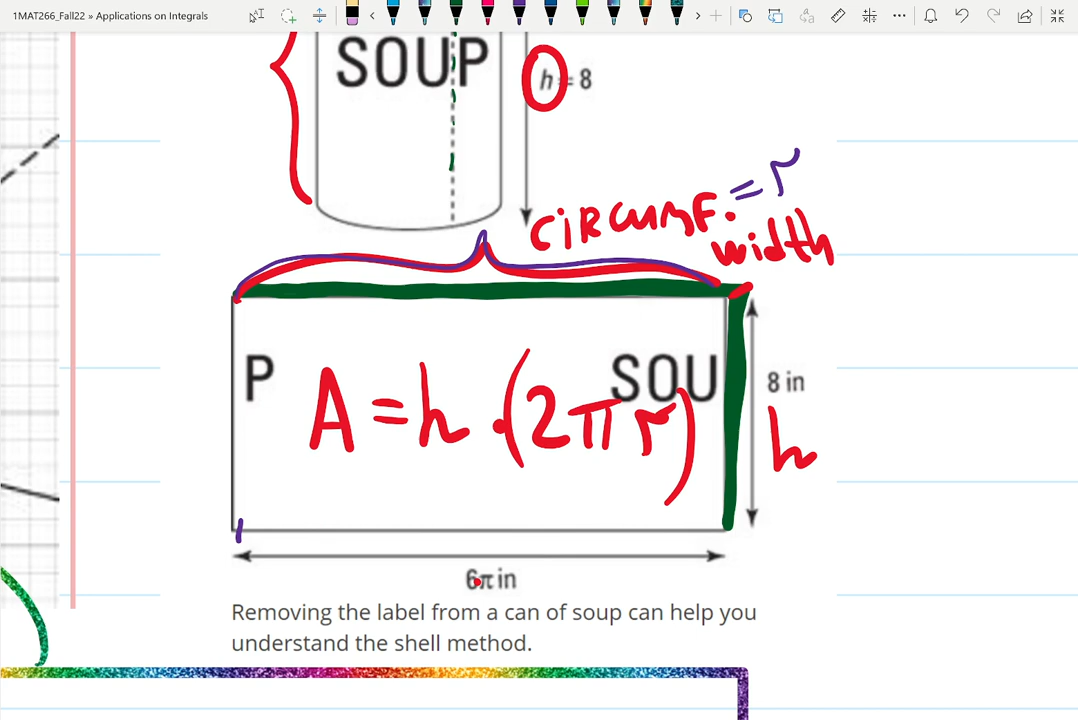 1MAT266_Fall22 » Applications on Integrals
SOUP
h = 8
CIRCUMF. = r
width
P
SOU
A = h · (2πr)
8 in
h
6π in
Removing the label from a can of soup can help you
understand the shell method.